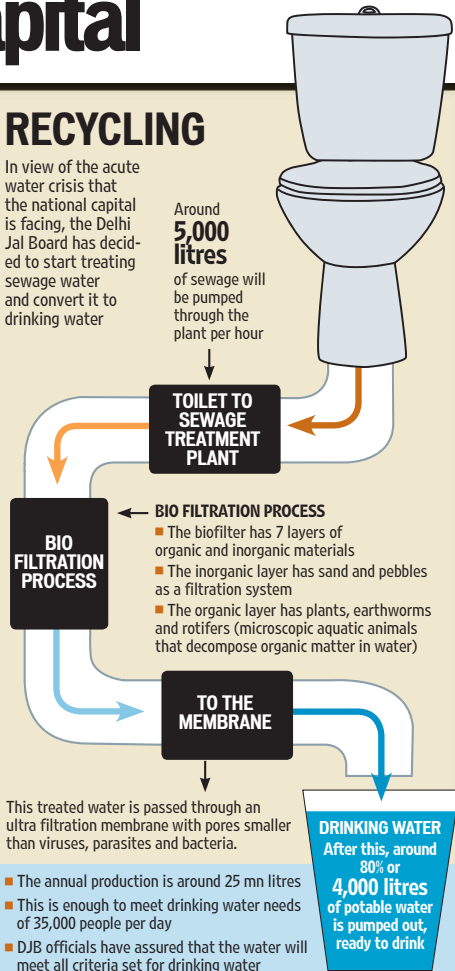 RECYCLING
In view of the acute
water crisis that
the national capital
is facing, the Delhi
Jal Board has decid-
ed to start treating
sewage water
and convert it to
drinking water
Around
5,000
litres
of sewage will
be pumped
through the
plant per hour
TOILET TO
SEWAGE
TREATMENT
PLANT
BIO
FILTRATION
PROCESS
BIO FILTRATION PROCESS
■ The biofilter has 7 layers of
organic and inorganic materials
■ The inorganic layer has sand and pebbles
as a filtration system
■ The organic layer has plants, earthworms
and rotifers (microscopic aquatic animals
that decompose organic matter in water)
TO THE
MEMBRANE
This treated water is passed through an
ultra filtration membrane with pores smaller
than viruses, parasites and bacteria.
DRINKING WATER
After this, around
80% or
4,000 litres
of potable water
is pumped out,
ready to drink
■ The annual production is around 25 mn litres
■ This is enough to meet drinking water needs
of 35,000 people per day
■ DJB officials have assured that the water will
meet all criteria set for drinking water